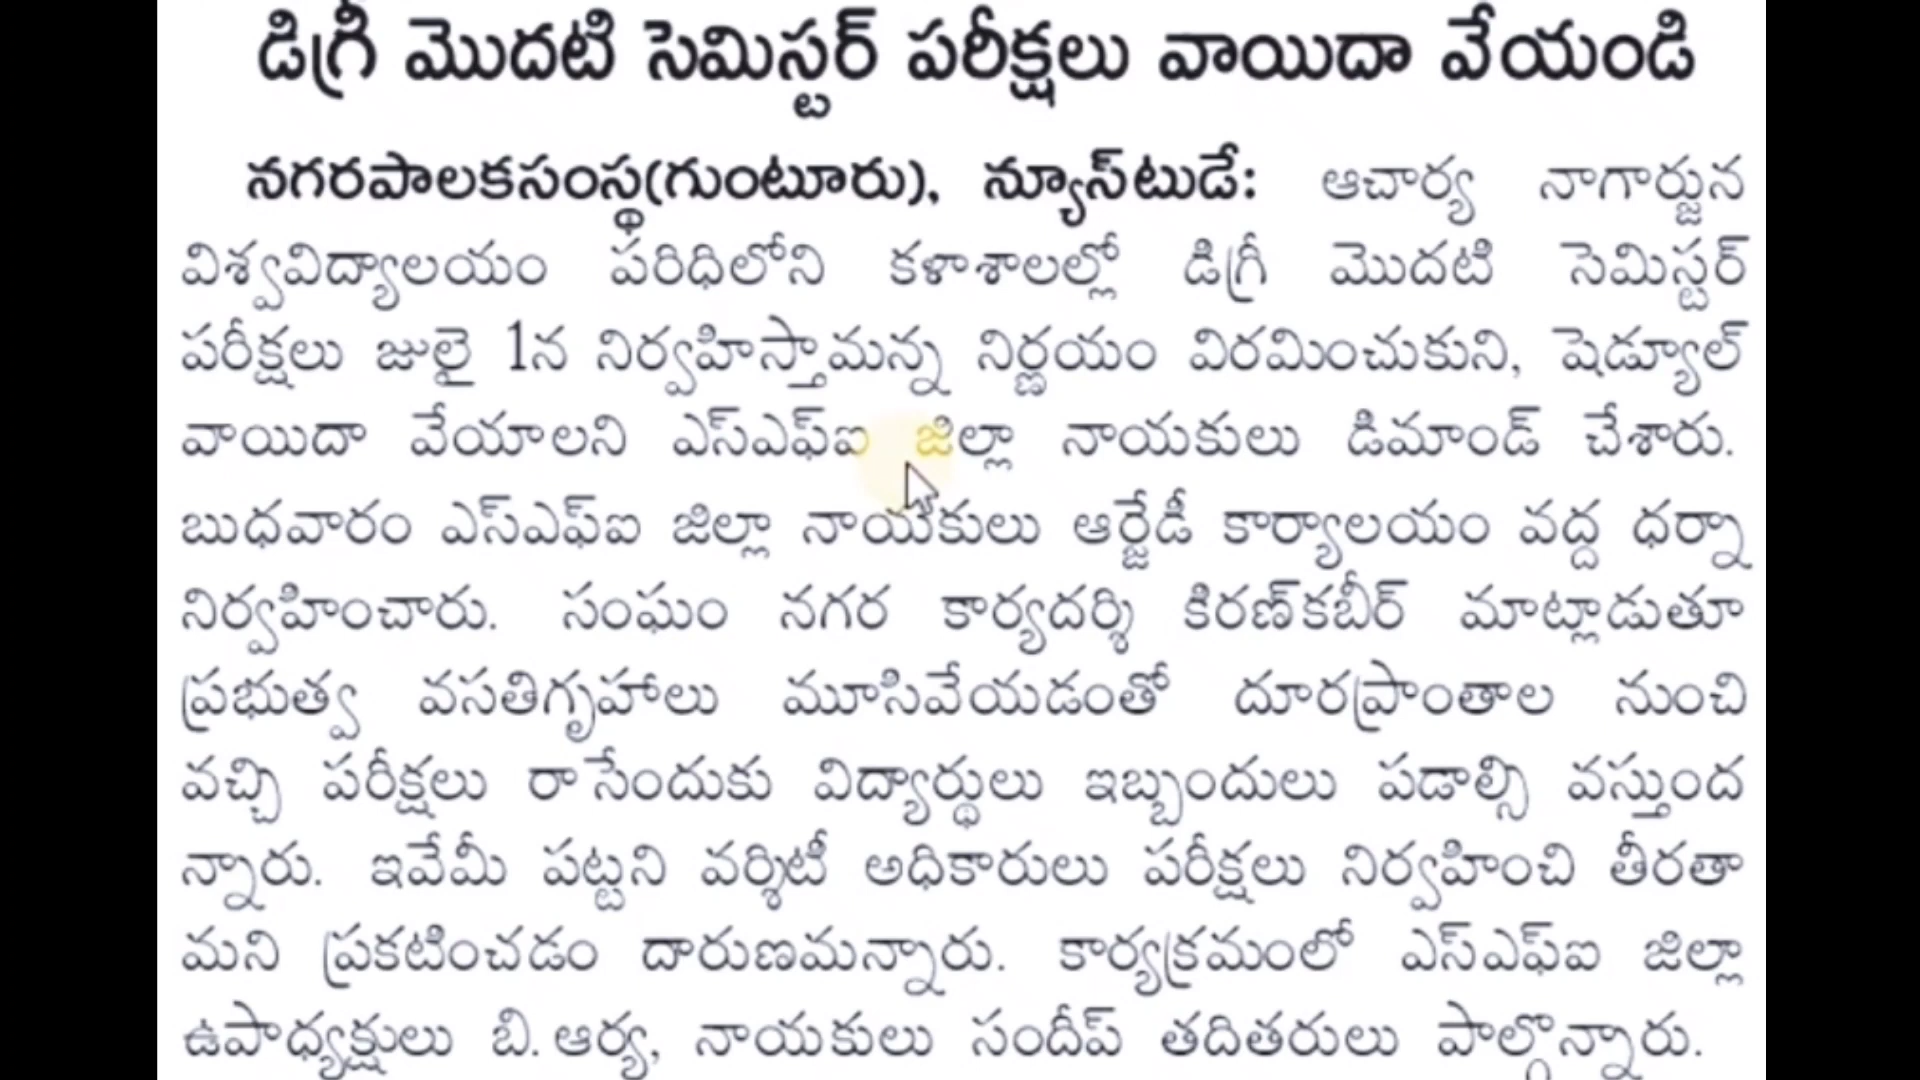 డిగ్రీ మొదటి సెమిస్టర్ పరీక్షలు వాయిదా వేయండి
నగరపాలకసంస్థ(గుంటూరు), న్యూస్‌టుడే: ఆచార్య నాగార్జున
విశ్వవిద్యాలయం పరిధిలోని కళాశాలల్లో డిగ్రీ మొదటి సెమిస్టర్
పరీక్షలు జులై 1న నిర్వహిస్తామన్న నిర్ణయం విరమించుకుని, షెడ్యూల్
వాయిదా వేయాలని ఎస్ఎఫ్ఐ జిల్లా నాయకులు డిమాండ్ చేశారు.
బుధవారం ఎస్ఎఫ్ఐ జిల్లా నాయకులు ఆర్జేడీ కార్యాలయం వద్ద ధర్నా
నిర్వహించారు. సంఘం నగర కార్యదర్శి కిరణ్‌కబీర్ మాట్లాడుతూ
ప్రభుత్వ వసతిగృహాలు మూసివేయడంతో దూరప్రాంతాల నుంచి
వచ్చి పరీక్షలు రాసేందుకు విద్యార్థులు ఇబ్బందులు పడాల్సి వస్తుంద
న్నారు. ఇవేమీ పట్టని వర్శిటీ అధికారులు పరీక్షలు నిర్వహించి తీరతా
మని ప్రకటించడం దారుణమన్నారు. కార్యక్రమంలో ఎస్ఎఫ్ఐ జిల్లా
ఉపాధ్యక్షులు బి. ఆర్య, నాయకులు సందీప్ తదితరులు పాల్గొన్నారు.